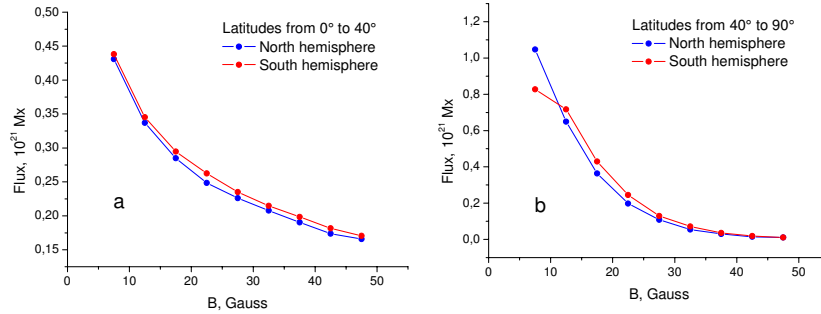 Latitudes from 0° to 40°
North hemisphere
South hemisphere
0,50
0,45
0,40
0,35
0,30
0,25
0,20
0,15
Flux, 10^21 Mx
a
0
10
20
30
40
50
B, Gauss
Latitudes from 40° to 90°
North hemisphere
South hemisphere
1,2
1,0
0,8
0,6
0,4
0,2
0,0
Flux, 10^21 Mx
b
0
10
20
30
40
50
B, Gauss